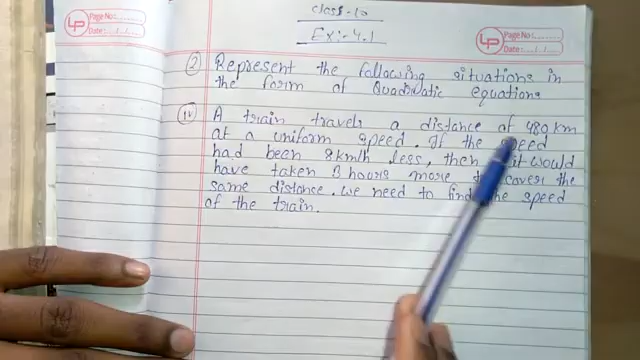 Class-10
Ex:- 4.1
LP Page No:
Date: / /
LP Page No:
Date: / /
② Represent the following situations in
the form of Quadratic equations
iv A train travels a distance of 480 km
at a uniform speed. If the speed
had been 8km/h less, then it would
have taken 3 hours more to cover the
same distance. we need to find the speed
of the train.